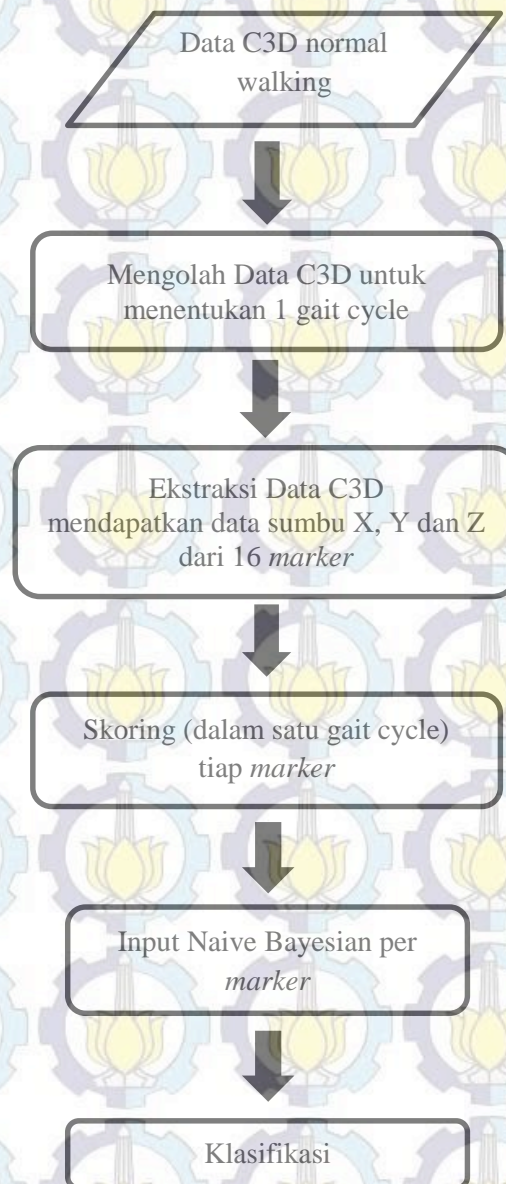 Data C3D normal
walking
Mengolah Data C3D untuk
menentukan 1 gait cycle
Ekstraksi Data C3D
mendapatkan data sumbu X, Y dan Z
dari 16 marker
Skoring (dalam satu gait cycle)
tiap marker
Input Naive Bayesian per
marker
Klasifikasi